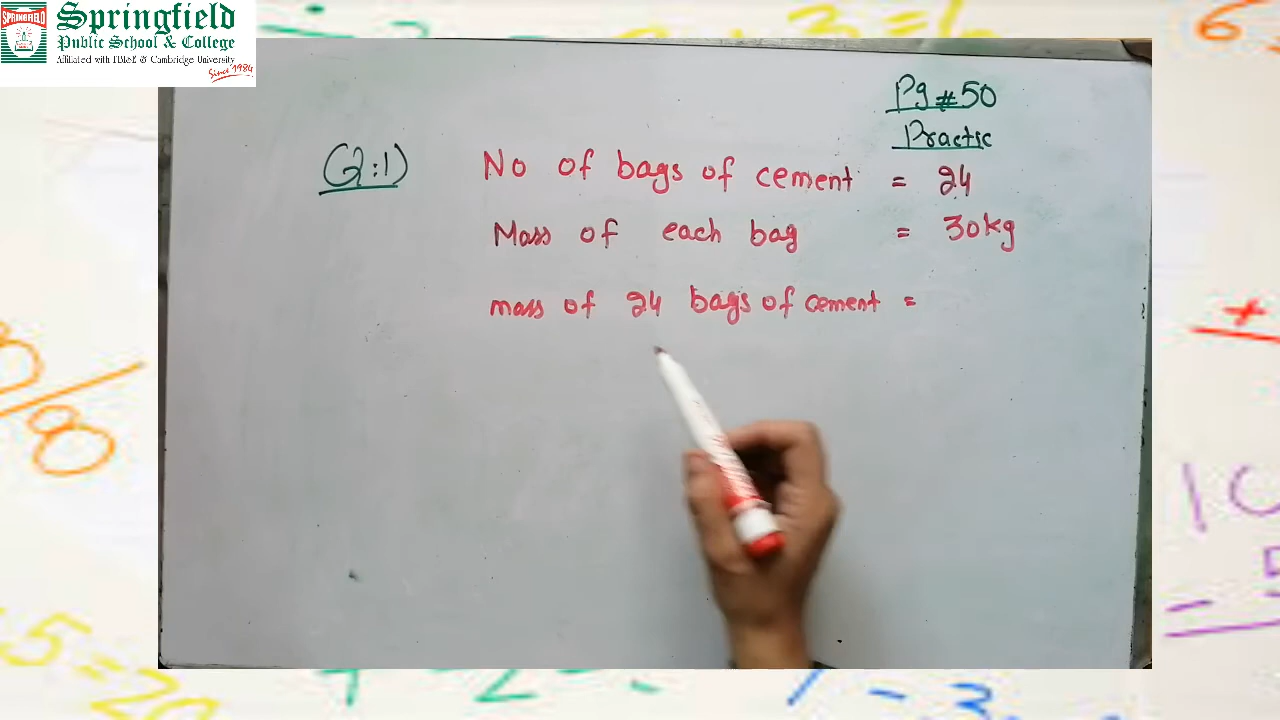 Springfield
SPRINGFIELD
Public School & College
Affiliated with FBISE & Cambridge University
Since 1984
Pg #50
Practic
Q:1)
No of bags of cement = 24
Mass of each bag = 30kg
mass of 24 bags of cement =